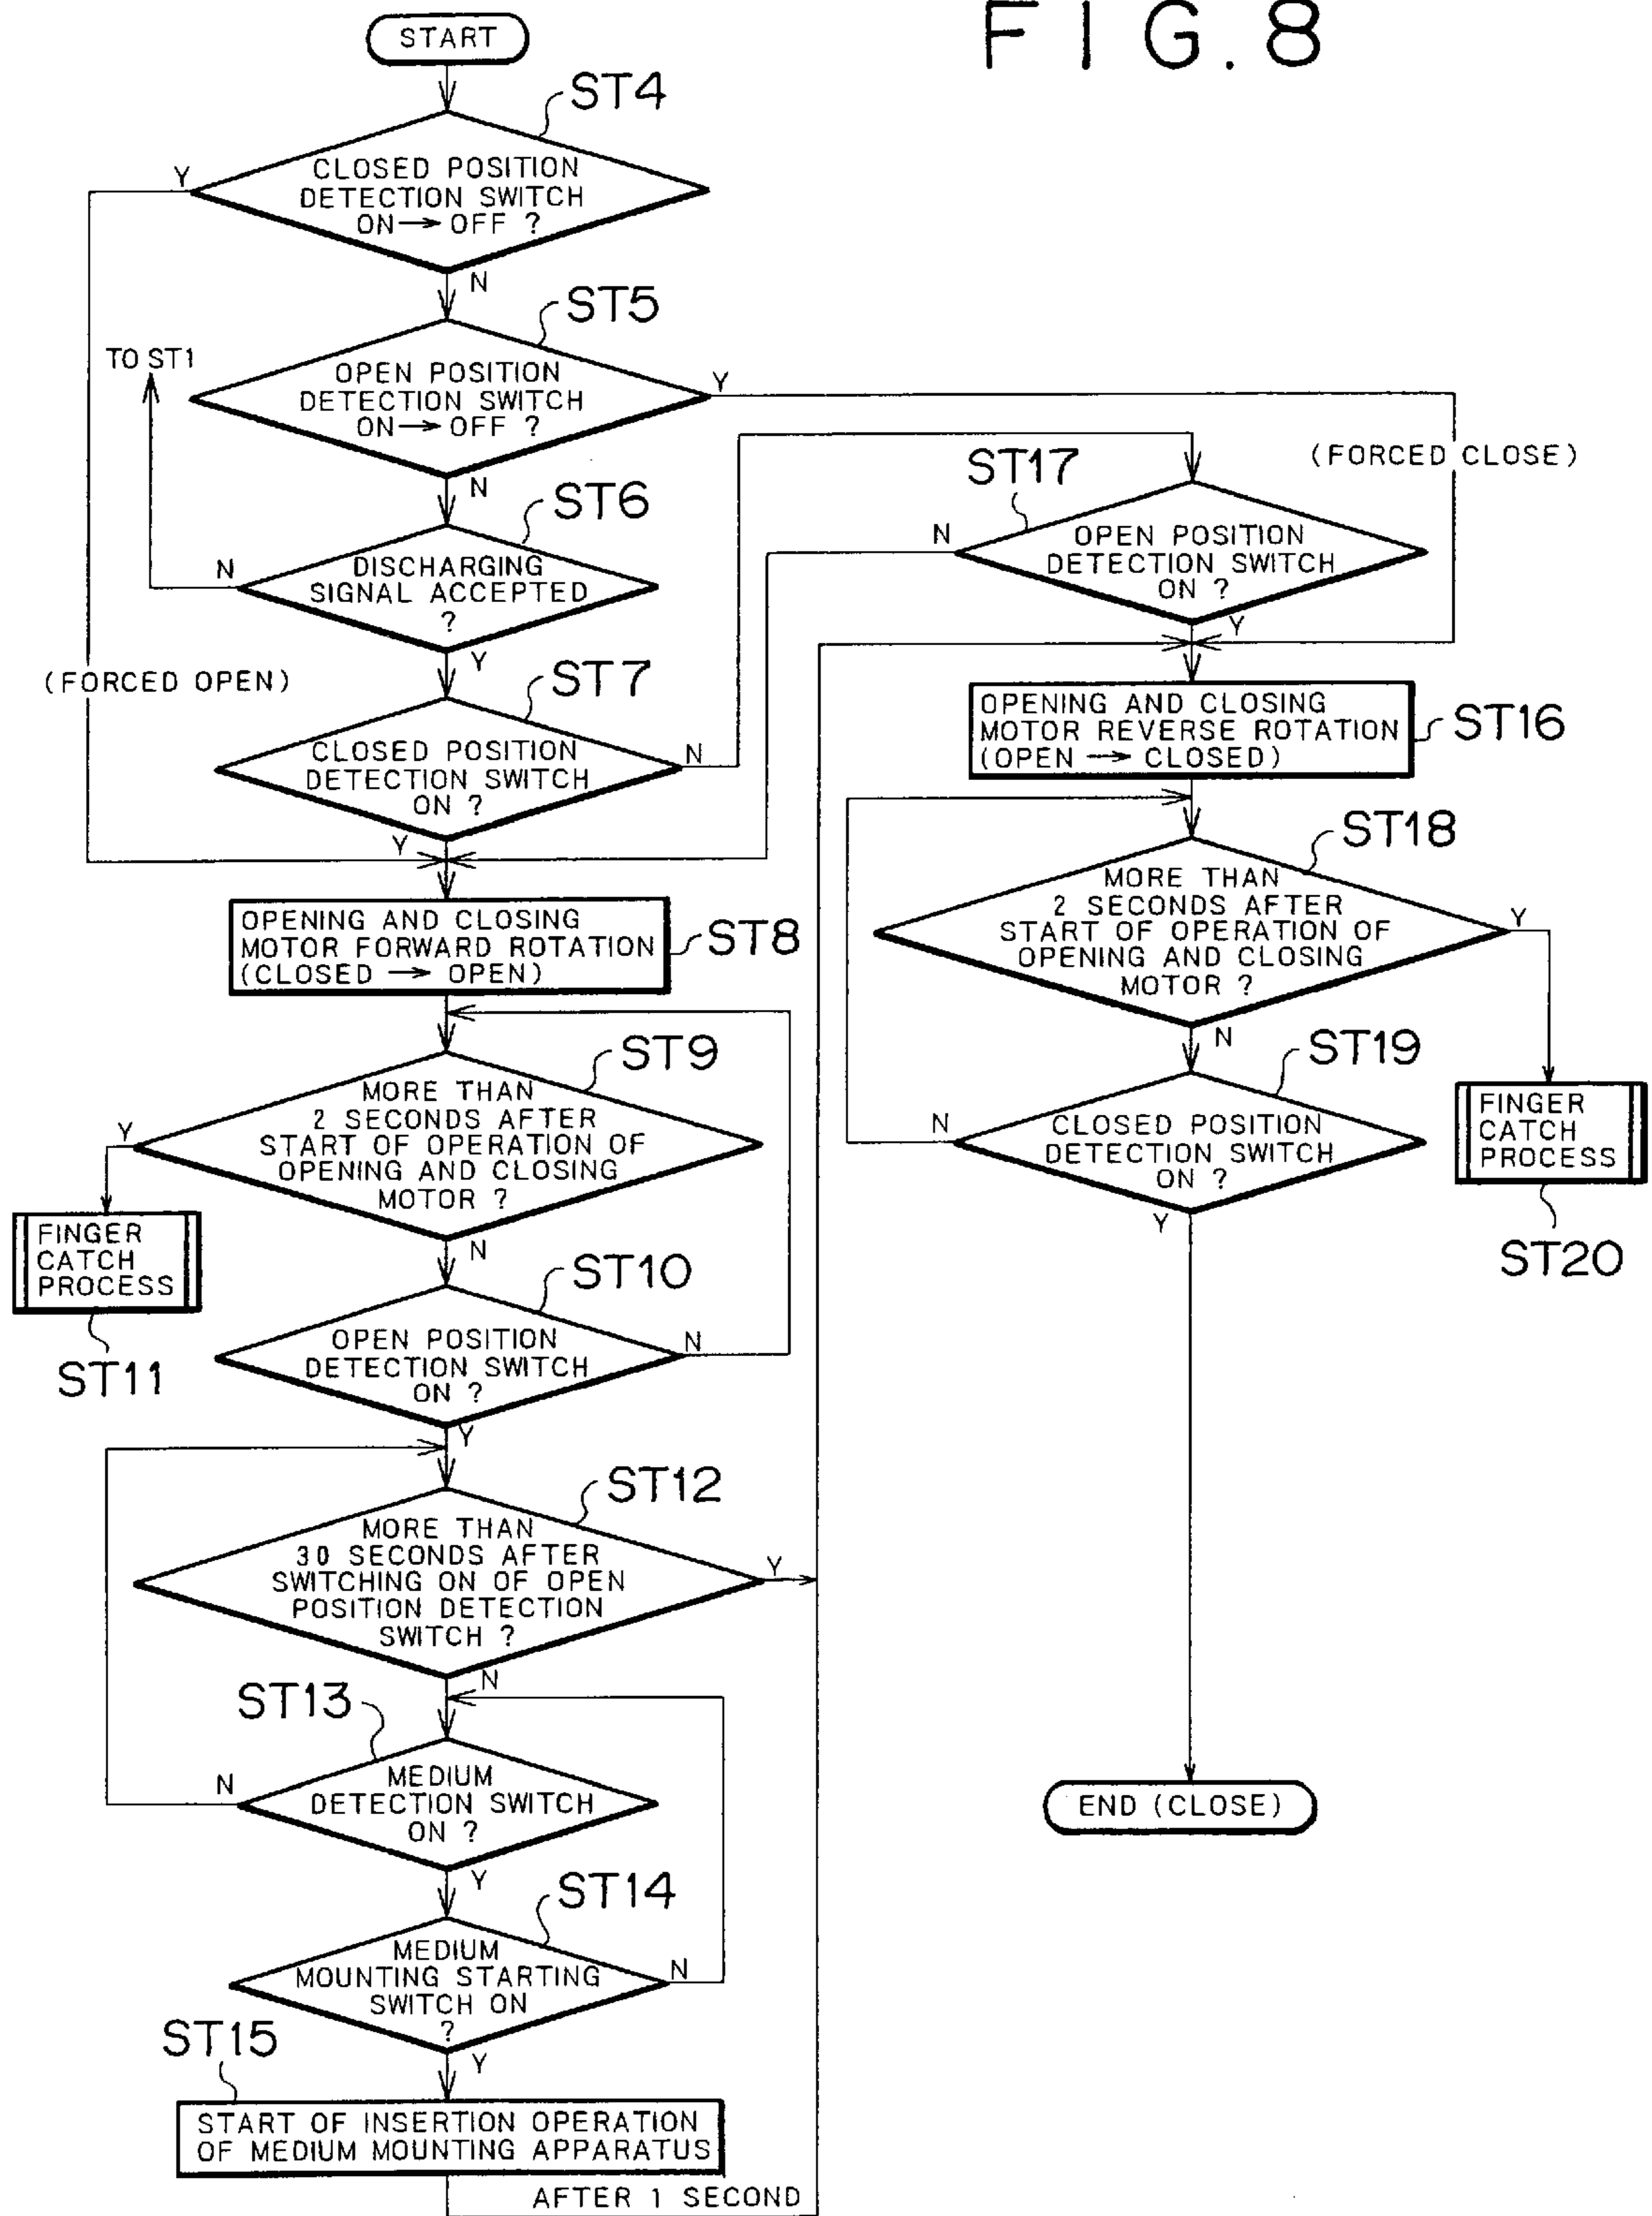 FIG.8
START
ST4
Y
CLOSED POSITION
DETECTION SWITCH
ON→OFF ?
N
ST5
TO ST1
OPEN POSITION
DETECTION SWITCH
ON→OFF ?
Y
N
(FORCED CLOSE)
ST17
N
OPEN POSITION
DETECTION SWITCH
ON ?
Y
ST6
N
DISCHARGING
SIGNAL ACCEPTED
?
Y
(FORCED OPEN)
ST7
CLOSED POSITION
DETECTION SWITCH
ON ?
N
Y
OPENING AND CLOSING
MOTOR REVERSE ROTATION
(OPEN → CLOSED)
ST16
OPENING AND CLOSING
MOTOR FORWARD ROTATION
(CLOSED → OPEN)
ST8
ST18
MORE THAN
2 SECONDS AFTER
START OF OPERATION OF
OPENING AND CLOSING
MOTOR ?
Y
N
ST9
Y
MORE THAN
2 SECONDS AFTER
START OF OPERATION OF
OPENING AND CLOSING
MOTOR ?
N
ST19
N
CLOSED POSITION
DETECTION SWITCH
ON ?
Y
FINGER
CATCH
PROCESS
ST20
FINGER
CATCH
PROCESS
ST11
ST10
OPEN POSITION
DETECTION SWITCH
ON ?
N
Y
ST12
MORE THAN
30 SECONDS AFTER
SWITCHING ON OF OPEN
POSITION DETECTION
SWITCH ?
Y
N
ST13
N
MEDIUM
DETECTION SWITCH
ON ?
Y
END (CLOSE)
ST14
MEDIUM
MOUNTING STARTING
SWITCH ON
?
N
Y
ST15
START OF INSERTION OPERATION
OF MEDIUM MOUNTING APPARATUS
AFTER 1 SECOND